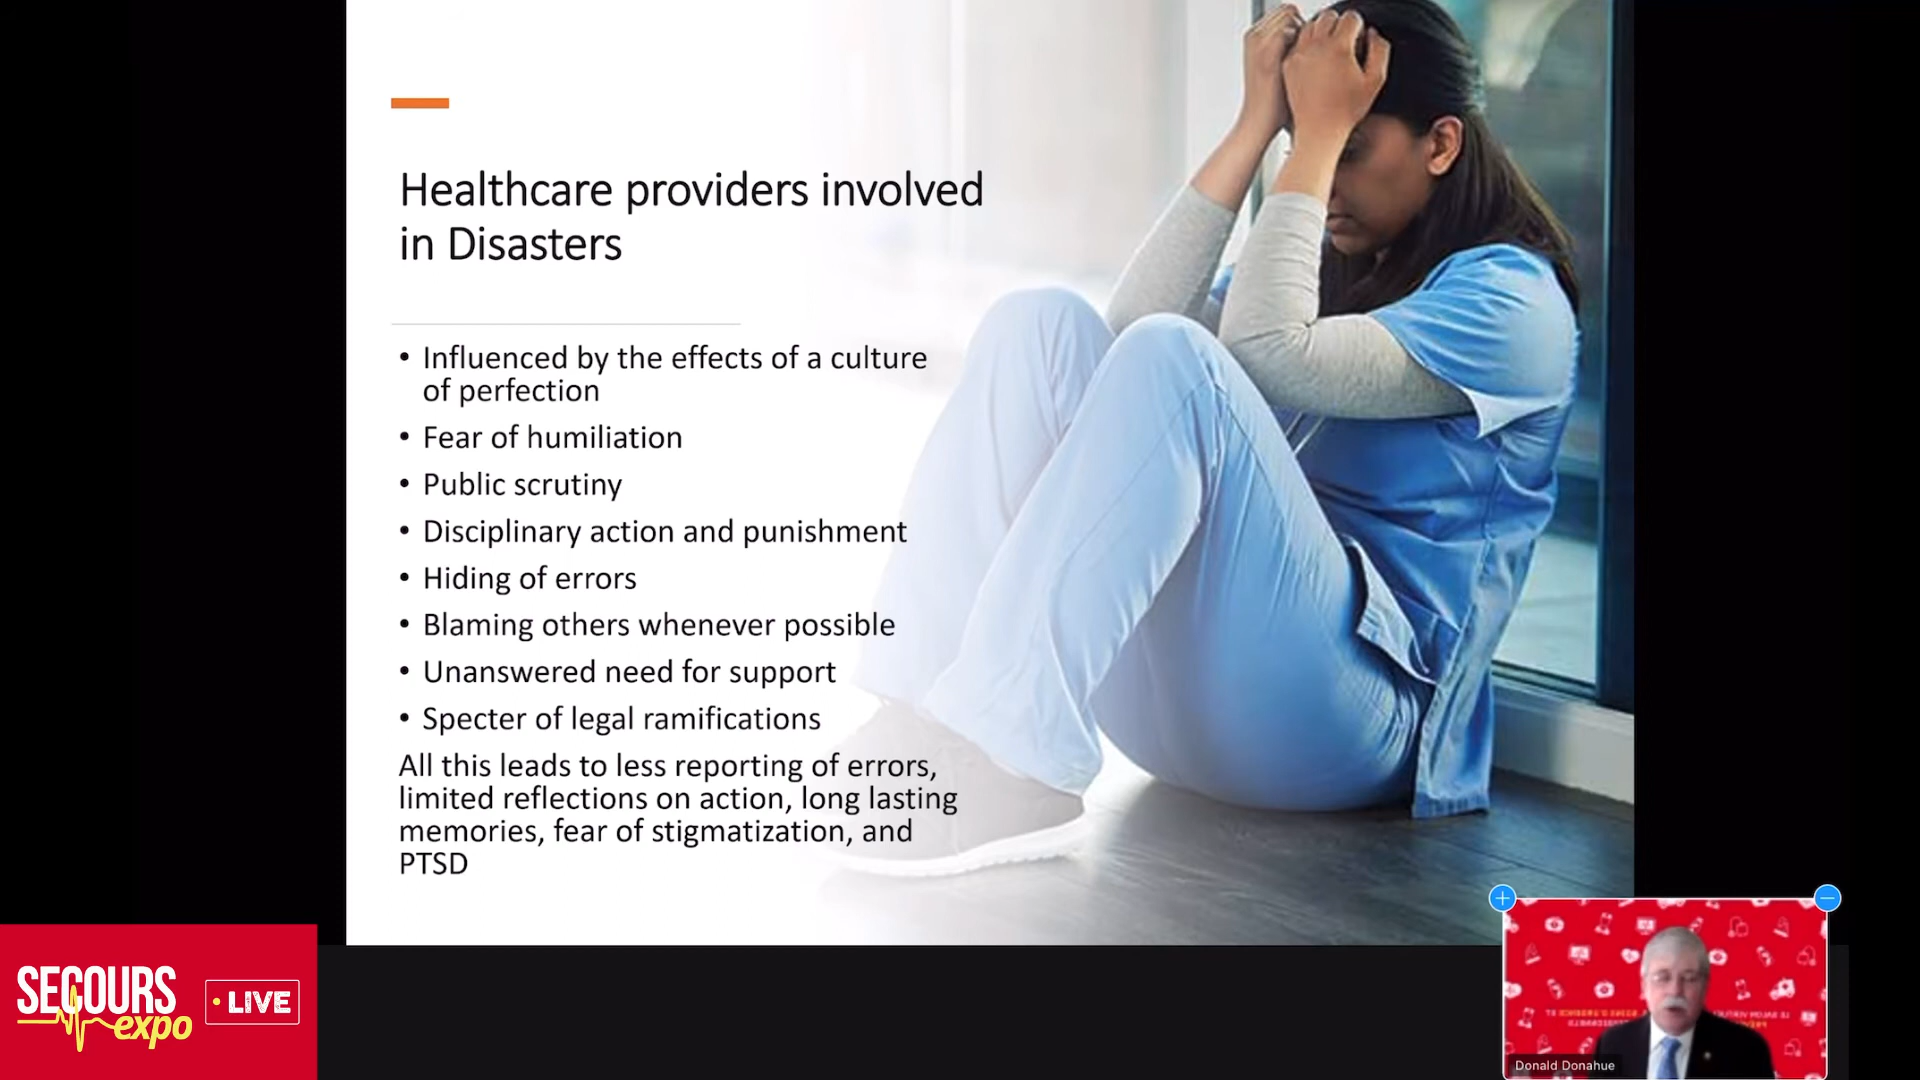 Healthcare providers involved
in Disasters
• Influenced by the effects of a culture
of perfection
• Fear of humiliation
• Public scrutiny
• Disciplinary action and punishment
• Hiding of errors
• Blaming others whenever possible
• Unanswered need for support
• Specter of legal ramifications
All this leads to less reporting of errors,
limited reflections on action, long lasting
memories, fear of stigmatization, and
PTSD
SECOURS
expo
• LIVE
Donald Donahue